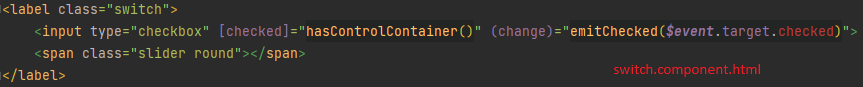 <label class="switch">
<input type="checkbox" [checked]="hasControlContainer()" (change)="emitChecked($event.target.checked)">
<span class="slider round"></span>
</label>
switch.component.html